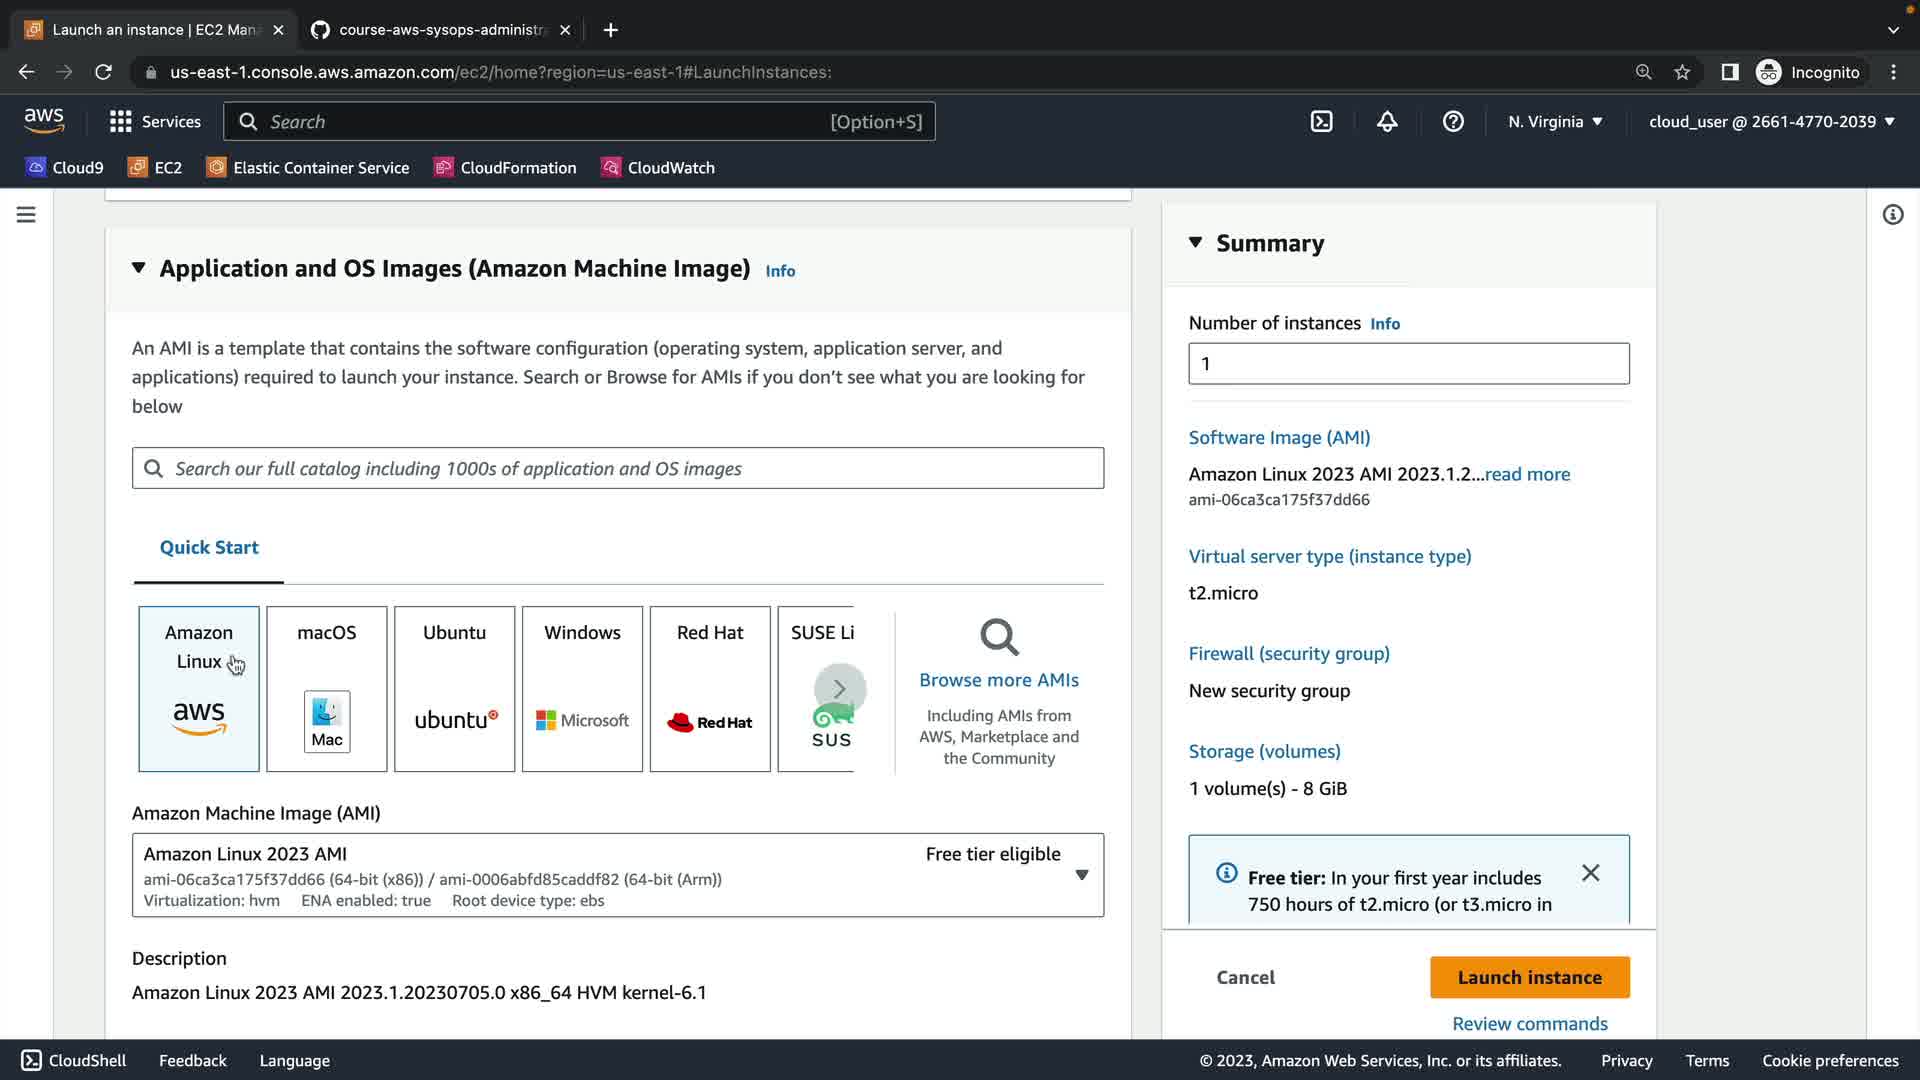 Launch an instance | EC2 Mana
course-aws-sysops-administra
us-east-1.console.aws.amazon.com/ec2/home?region=us-east-1#LaunchInstances:
Incognito
aws
Services
Search
[Option+S]
N. Virginia
cloud_user @ 2661-4770-2039
Cloud9
EC2
Elastic Container Service
CloudFormation
CloudWatch
Application and OS Images (Amazon Machine Image) Info
An AMI is a template that contains the software configuration (operating system, application server, and
applications) required to launch your instance. Search or Browse for AMIs if you don’t see what you are looking for
below
Search our full catalog including 1000s of application and OS images
Quick Start
Amazon
Linux
aws
macOS
Mac
Ubuntu
ubuntu
Windows
Microsoft
Red Hat
Red Hat
SUSE Li
SUS
Browse more AMIs
Including AMIs from
AWS, Marketplace and
the Community
Amazon Machine Image (AMI)
Amazon Linux 2023 AMI
Free tier eligible
ami-06ca3ca175f37dd66 (64-bit (x86)) / ami-0006abfd85caddf82 (64-bit (Arm))
Virtualization: hvm ENA enabled: true Root device type: ebs
Description
Amazon Linux 2023 AMI 2023.1.20230705.0 x86_64 HVM kernel-6.1
Summary
Number of instances Info
1
Software Image (AMI)
Amazon Linux 2023 AMI 2023.1.2...read more
ami-06ca3ca175f37dd66
Virtual server type (instance type)
t2.micro
Firewall (security group)
New security group
Storage (volumes)
1 volume(s) - 8 GiB
Free tier: In your first year includes
750 hours of t2.micro (or t3.micro in
Cancel
Launch instance
Review commands
CloudShell
Feedback
Language
© 2023, Amazon Web Services, Inc. or its affiliates.
Privacy
Terms
Cookie preferences